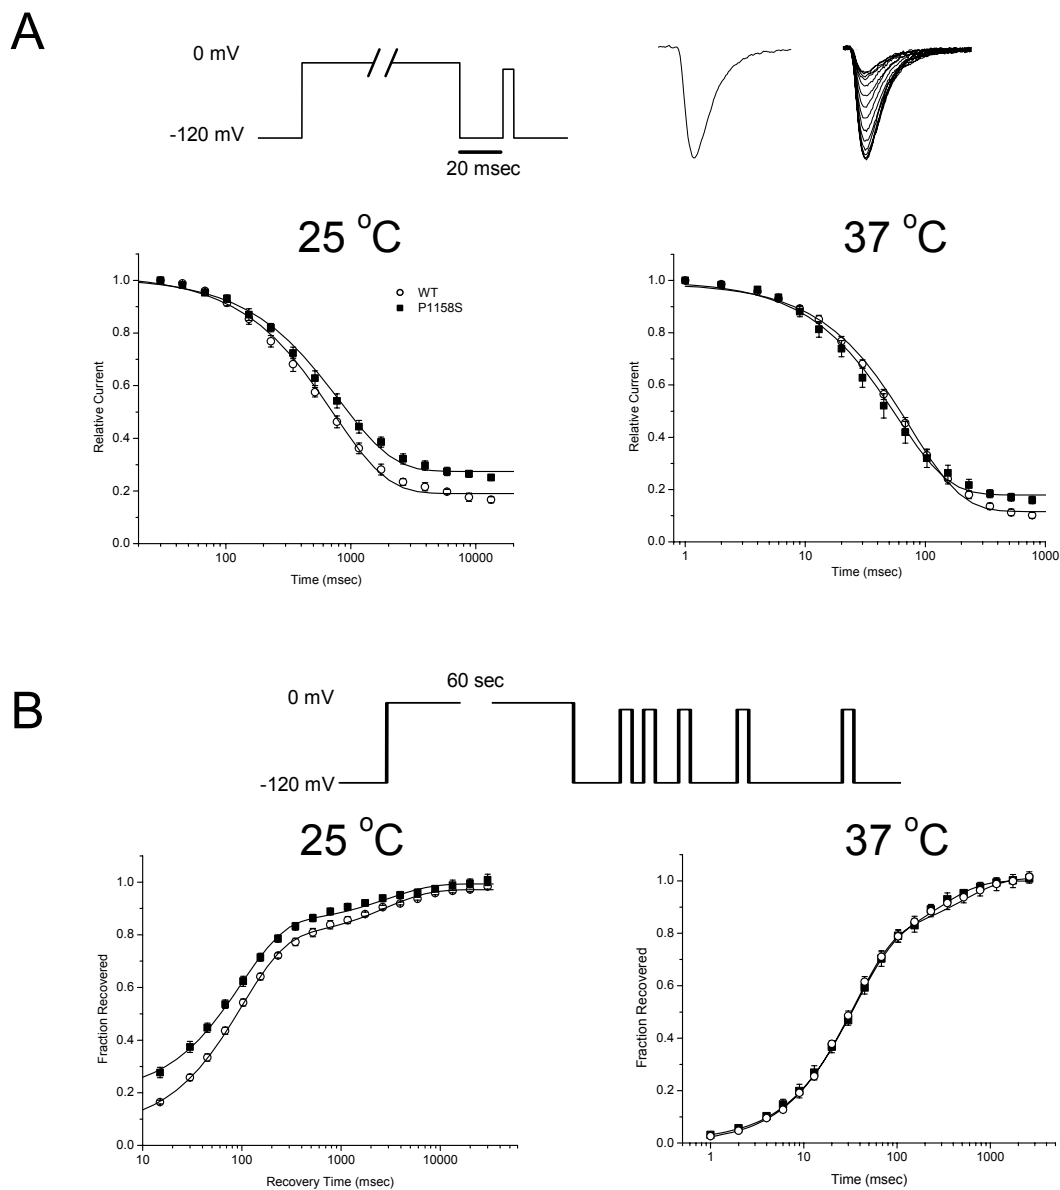 A
0 mV
-120 mV
20 msec
25 °C
37 °C
WT
P1158S
1.0
0.8
0.6
0.4
0.2
0.0
Relative Current
100
1000
10000
Time (msec)
1.0
0.8
0.6
0.4
0.2
0.0
Relative Current
1
10
100
1000
Time (msec)
B
0 mV
60 sec
-120 mV
25 °C
37 °C
1.0
0.8
0.6
0.4
0.2
0.0
Fraction Recovered
10
100
1000
10000
Recovery Time (msec)
1.0
0.8
0.6
0.4
0.2
0.0
Fraction Recovered
1
10
100
1000
Time (msec)